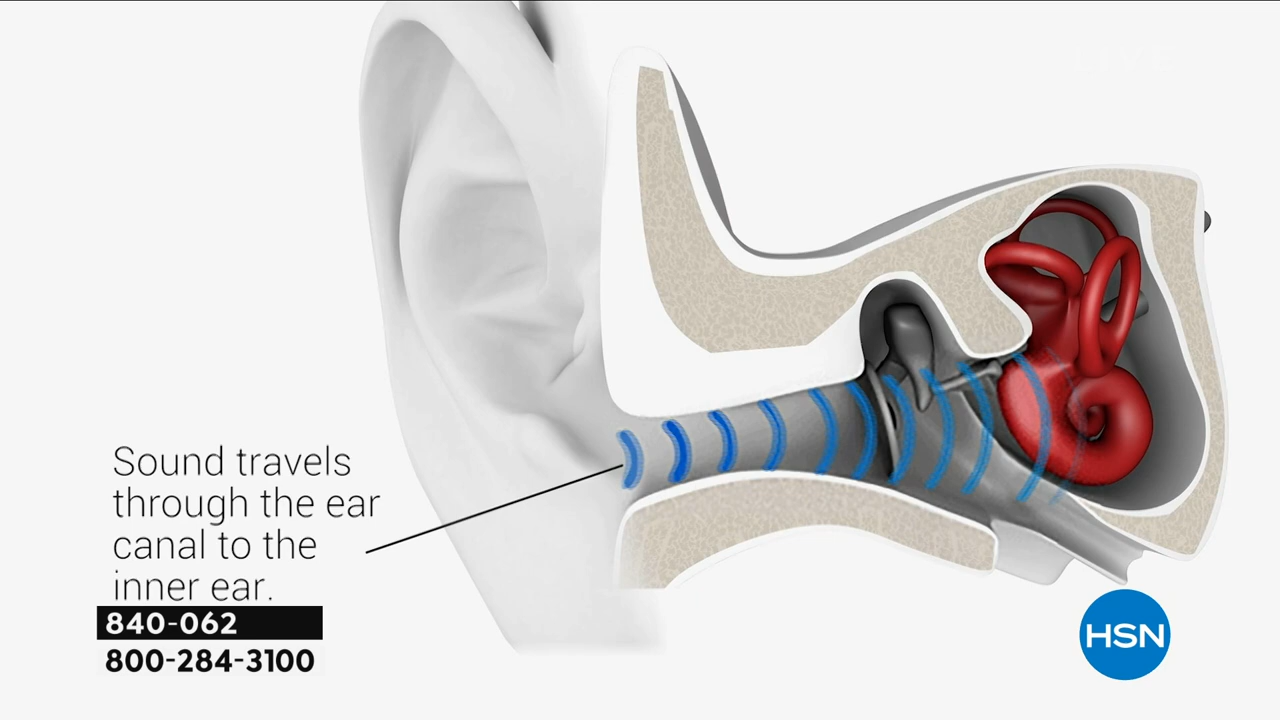 Sound travels
through the ear
canal to the
inner ear.
840-062
800-284-3100
HSN